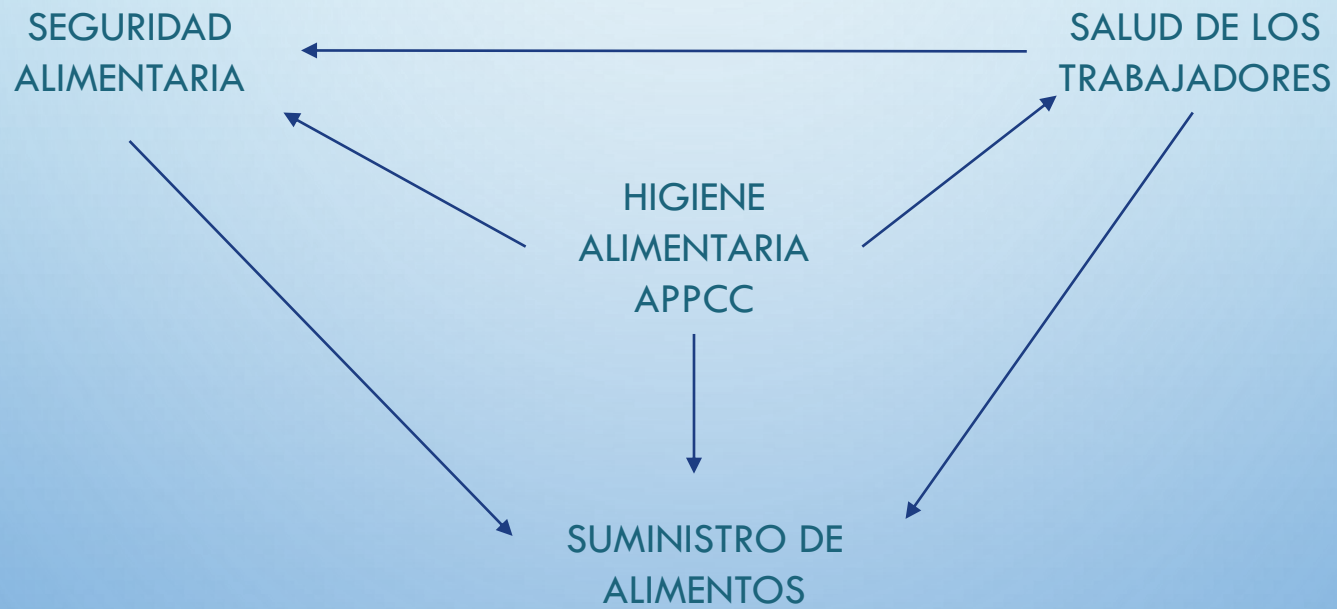 SEGURIDAD
ALIMENTARIA
SALUD DE LOS
TRABAJADORES
HIGIENE
ALIMENTARIA
APPCC
SUMINISTRO DE
ALIMENTOS